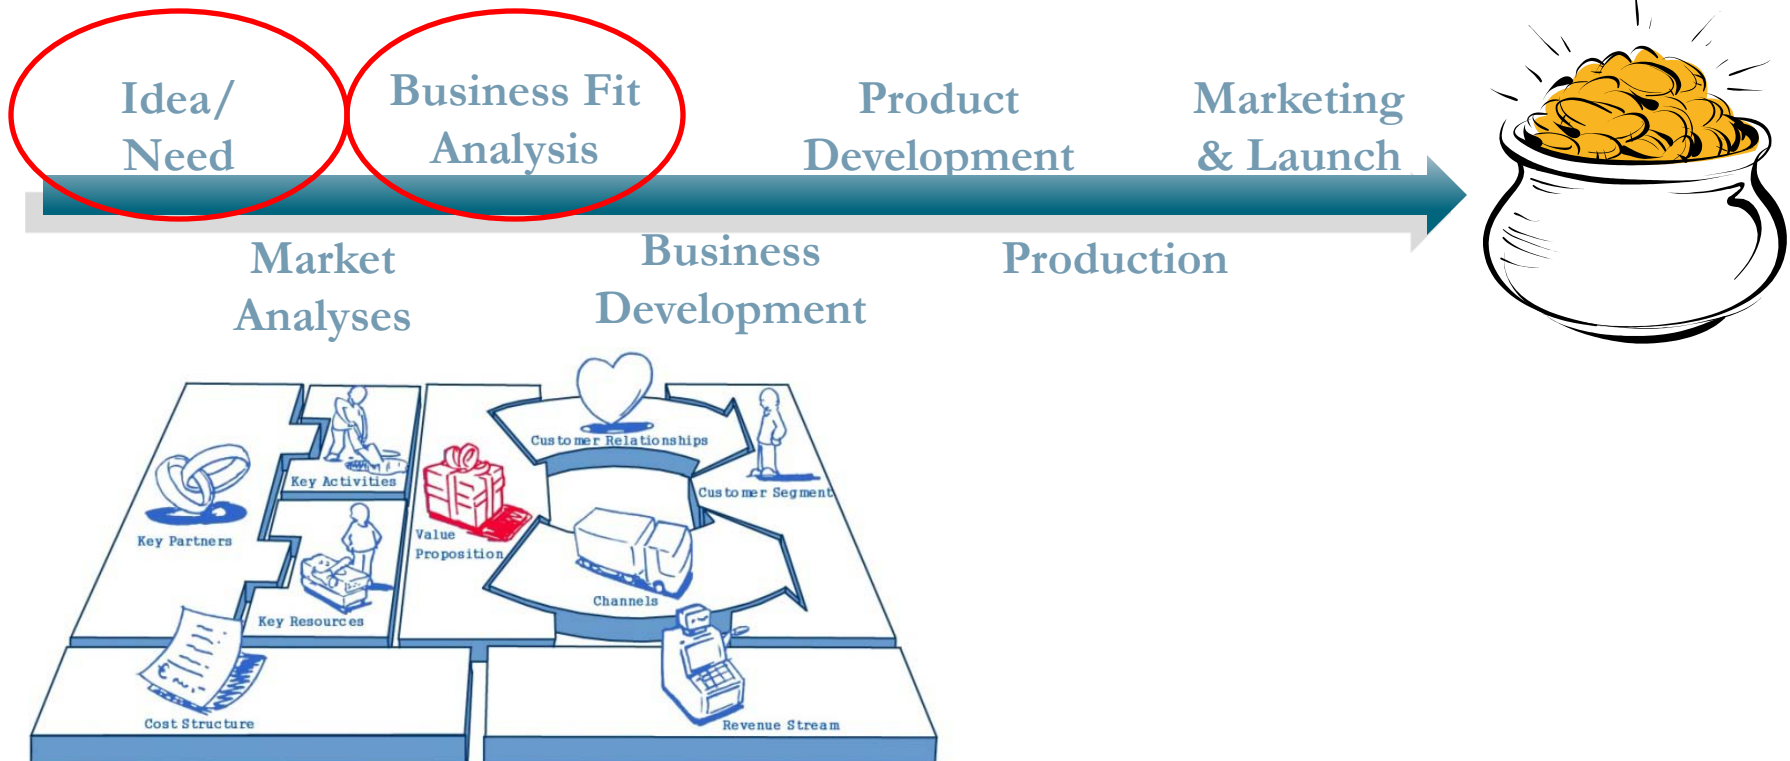 Idea/
Need
Business Fit
Analysis
Product
Development
Marketing
& Launch
Market
Analyses
Business
Development
Production
Customer Relationships
Key Activities
Customer Segment
Key Partners
Value
Proposition
Channels
Key Resources
Cost Structure
Revenue Stream